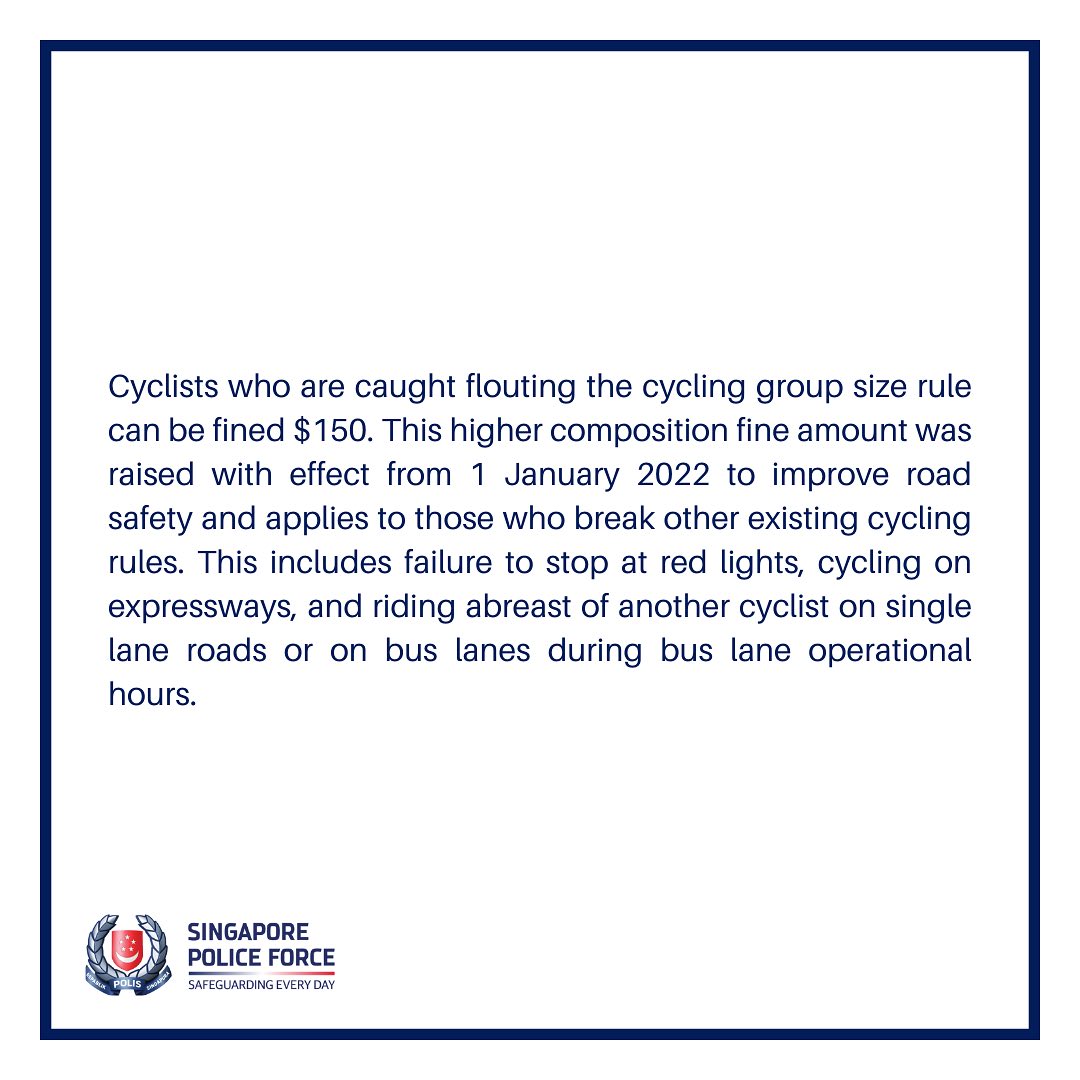 Cyclists who are caught flouting the cycling group size rule
can be fined $150. This higher composition fine amount was
raised with effect from 1 January 2022 to improve road
safety and applies to those who break other existing cycling
rules. This includes failure to stop at red lights, cycling on
expressways, and riding abreast of another cyclist on single
lane roads or on bus lanes during bus lane operational
hours.
REPUBLIK POLIS SINGAPURA
SINGAPORE
POLICE FORCE
SAFEGUARDING EVERY DAY